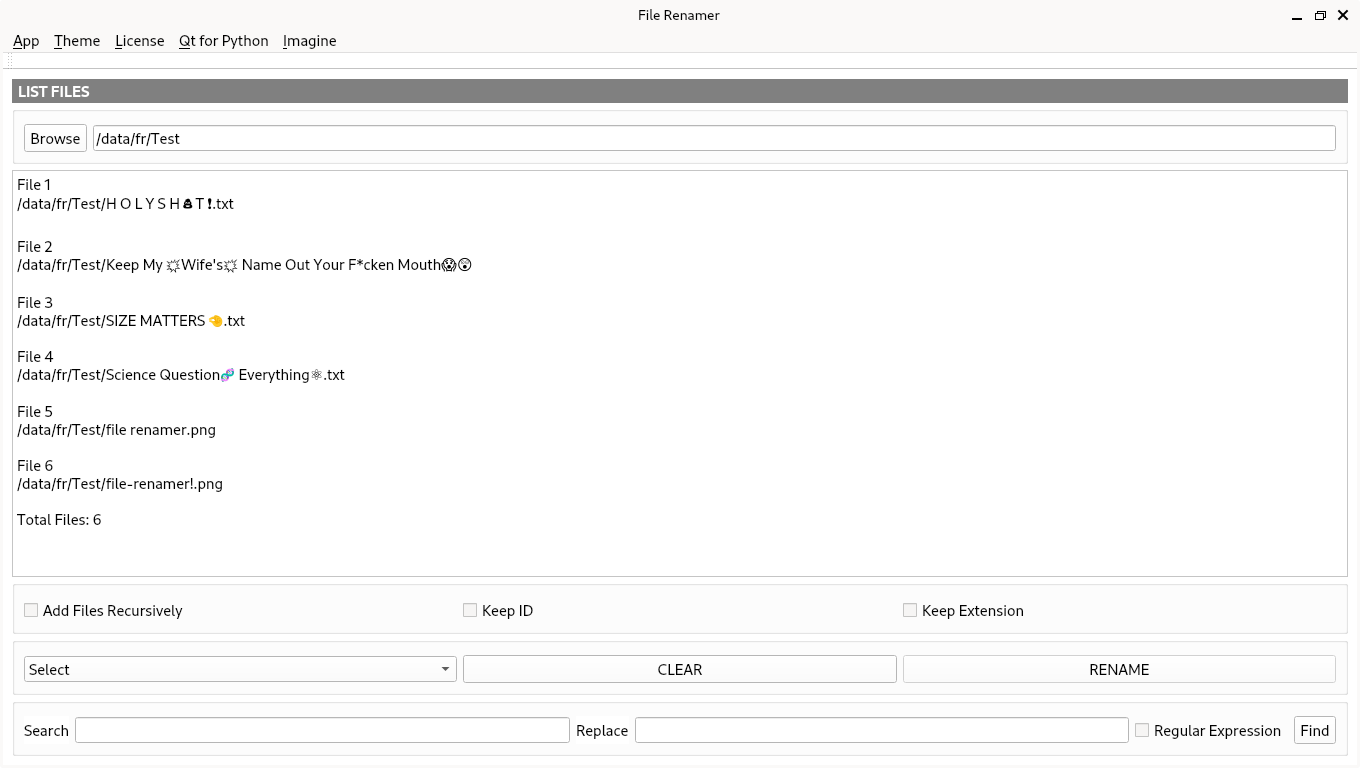 File Renamer
App Theme License Qt for Python Imagine
LIST FILES
Browse /data/fr/Test
File 1
/data/fr/Test/H O L Y S H💩T❗.txt
File 2
/data/fr/Test/Keep My 💥Wife's💥 Name Out Your F*cken Mouth😱😲
File 3
/data/fr/Test/SIZE MATTERS 🤏.txt
File 4
/data/fr/Test/Science Question🧬 Everything⚛.txt
File 5
/data/fr/Test/file renamer.png
File 6
/data/fr/Test/file-renamer!.png
Total Files: 6
Add Files Recursively Keep ID Keep Extension
Select CLEAR RENAME
Search Replace Regular Expression Find